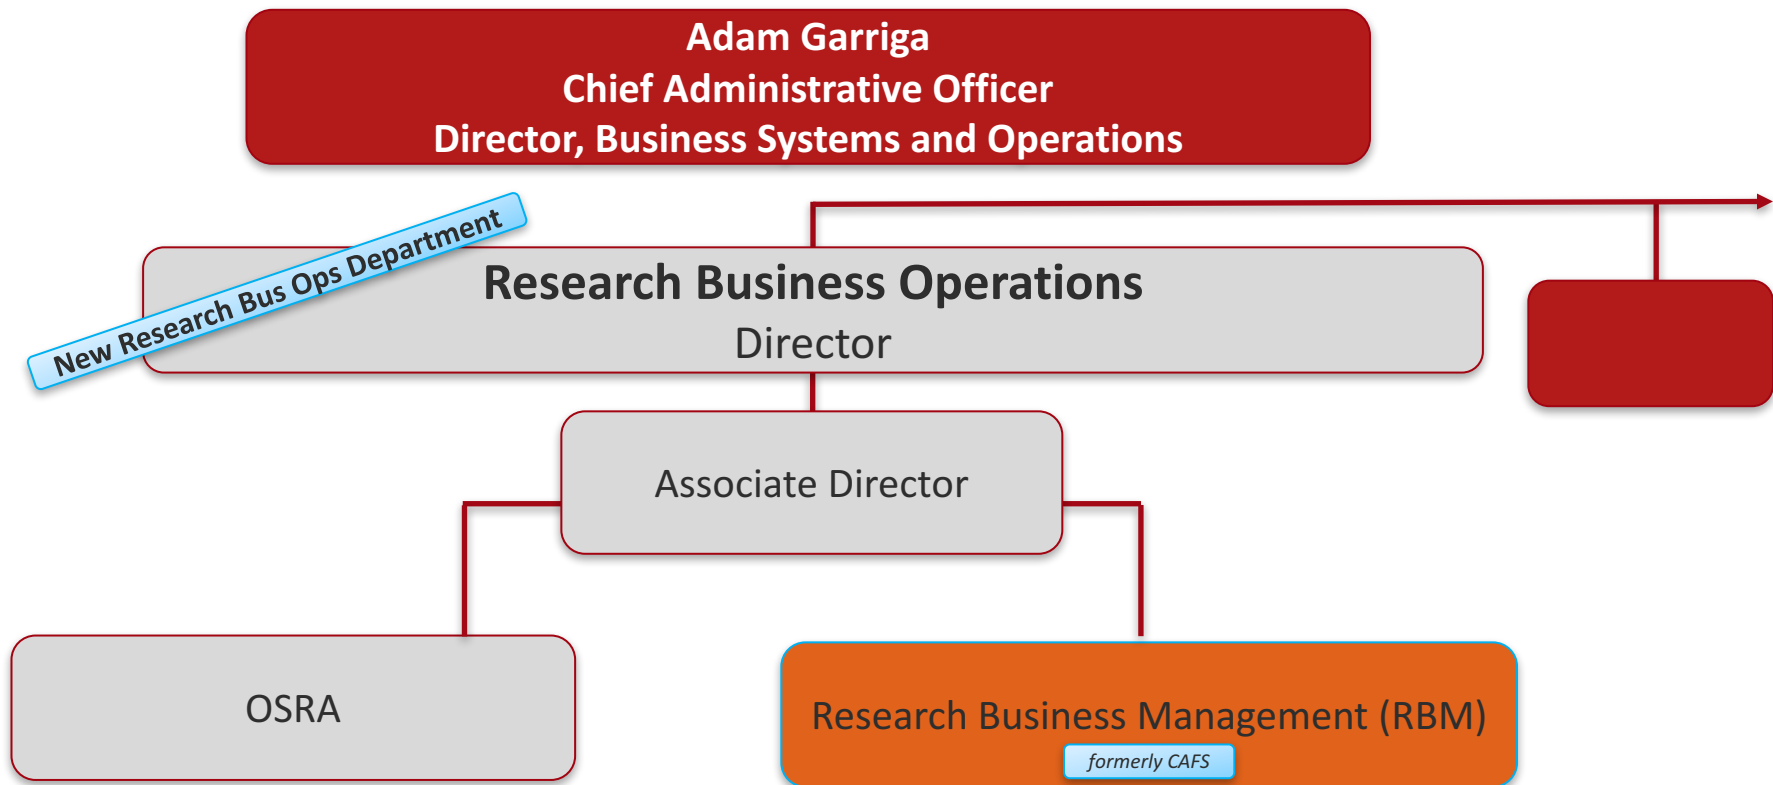 Adam Garriga
Chief Administrative Officer
Director, Business Systems and Operations
New Research Bus Ops Department
Research Business Operations
Director
Associate Director
OSRA
Research Business Management (RBM)
formerly CAFS